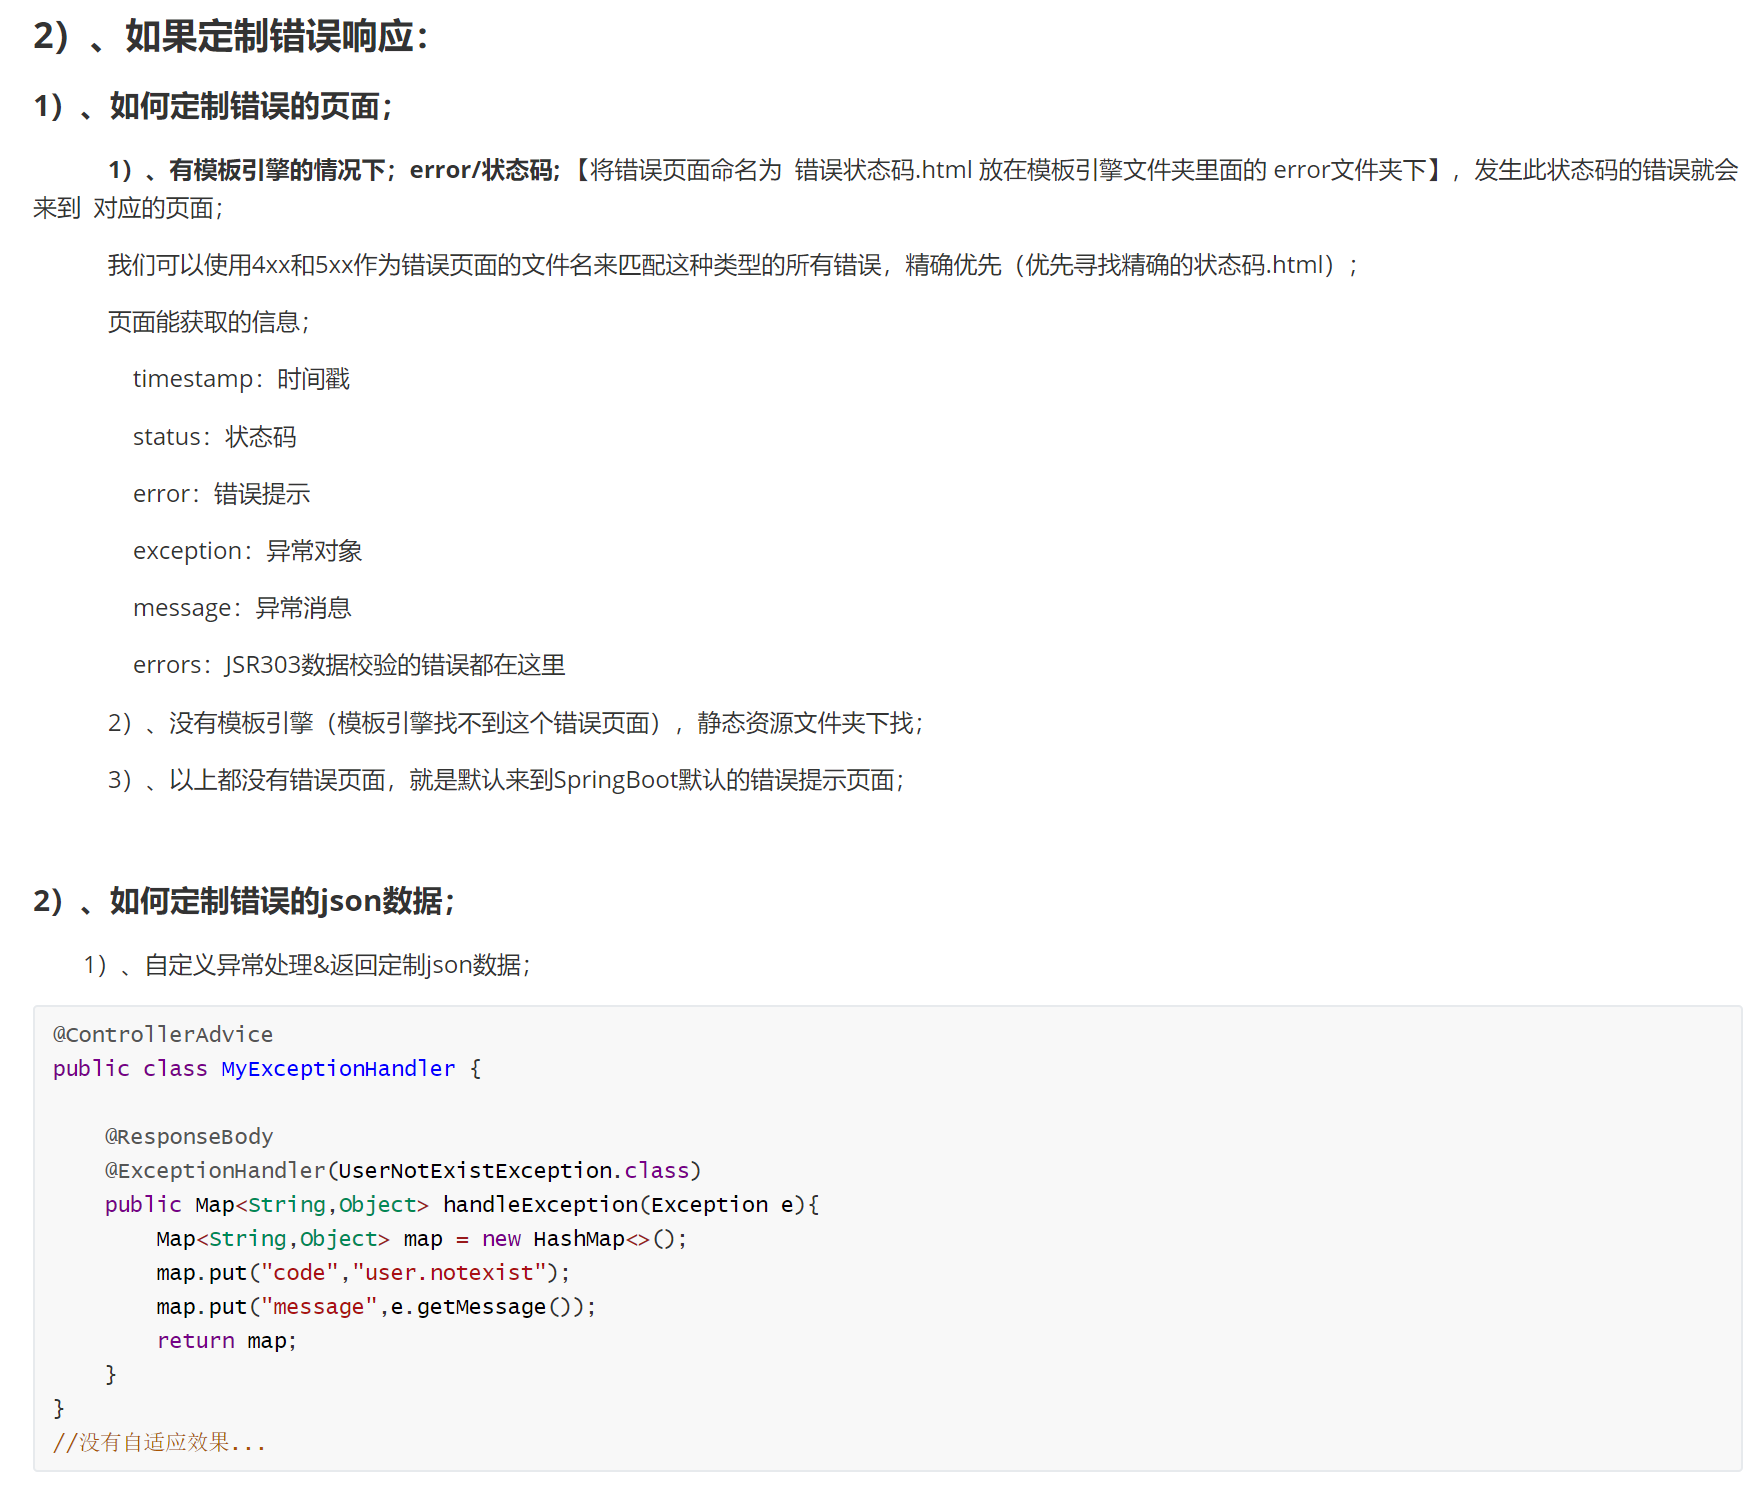 2）、如果定制错误响应：
1）、如何定制错误的页面；
1）、有模板引擎的情况下；error/状态码;【将错误页面命名为  错误状态码.html 放在模板引擎文件夹里面的 error文件夹下】，发生此状态码的错误就会
来到  对应的页面；
我们可以使用4xx和5xx作为错误页面的文件名来匹配这种类型的所有错误，精确优先（优先寻找精确的状态码.html）；
页面能获取的信息；
timestamp：时间戳
status：状态码
error：错误提示
exception：异常对象
message：异常消息
errors：JSR303数据校验的错误都在这里
2）、没有模板引擎（模板引擎找不到这个错误页面），静态资源文件夹下找；
3）、以上都没有错误页面，就是默认来到SpringBoot默认的错误提示页面；
2）、如何定制错误的json数据；
1）、自定义异常处理&返回定制json数据；
@ControllerAdvice
public class MyExceptionHandler {
    @ResponseBody
    @ExceptionHandler(UserNotExistException.class)
    public Map<String,Object> handleException(Exception e){
        Map<String,Object> map = new HashMap<>();
        map.put("code","user.notexist");
        map.put("message",e.getMessage());
        return map;
    }
}
//没有自适应效果...